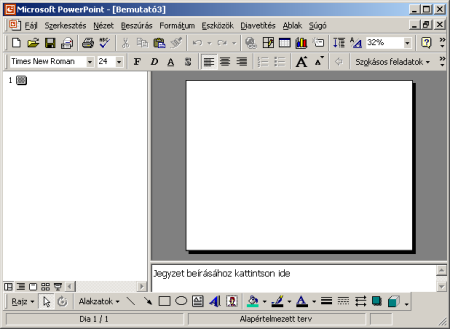 Microsoft PowerPoint - [Bemutató3]
Fájl Szerkesztés Nézet Beszúrás Formátum Eszközök Diavetítés Ablak Súgó
32%
Times New Roman 24 F D A S A A Szokásos feladatok
1
Jegyzet beírásához kattintson ide
Rajz Alakzatok
Dia 1 / 1 Alapértelmezett terv